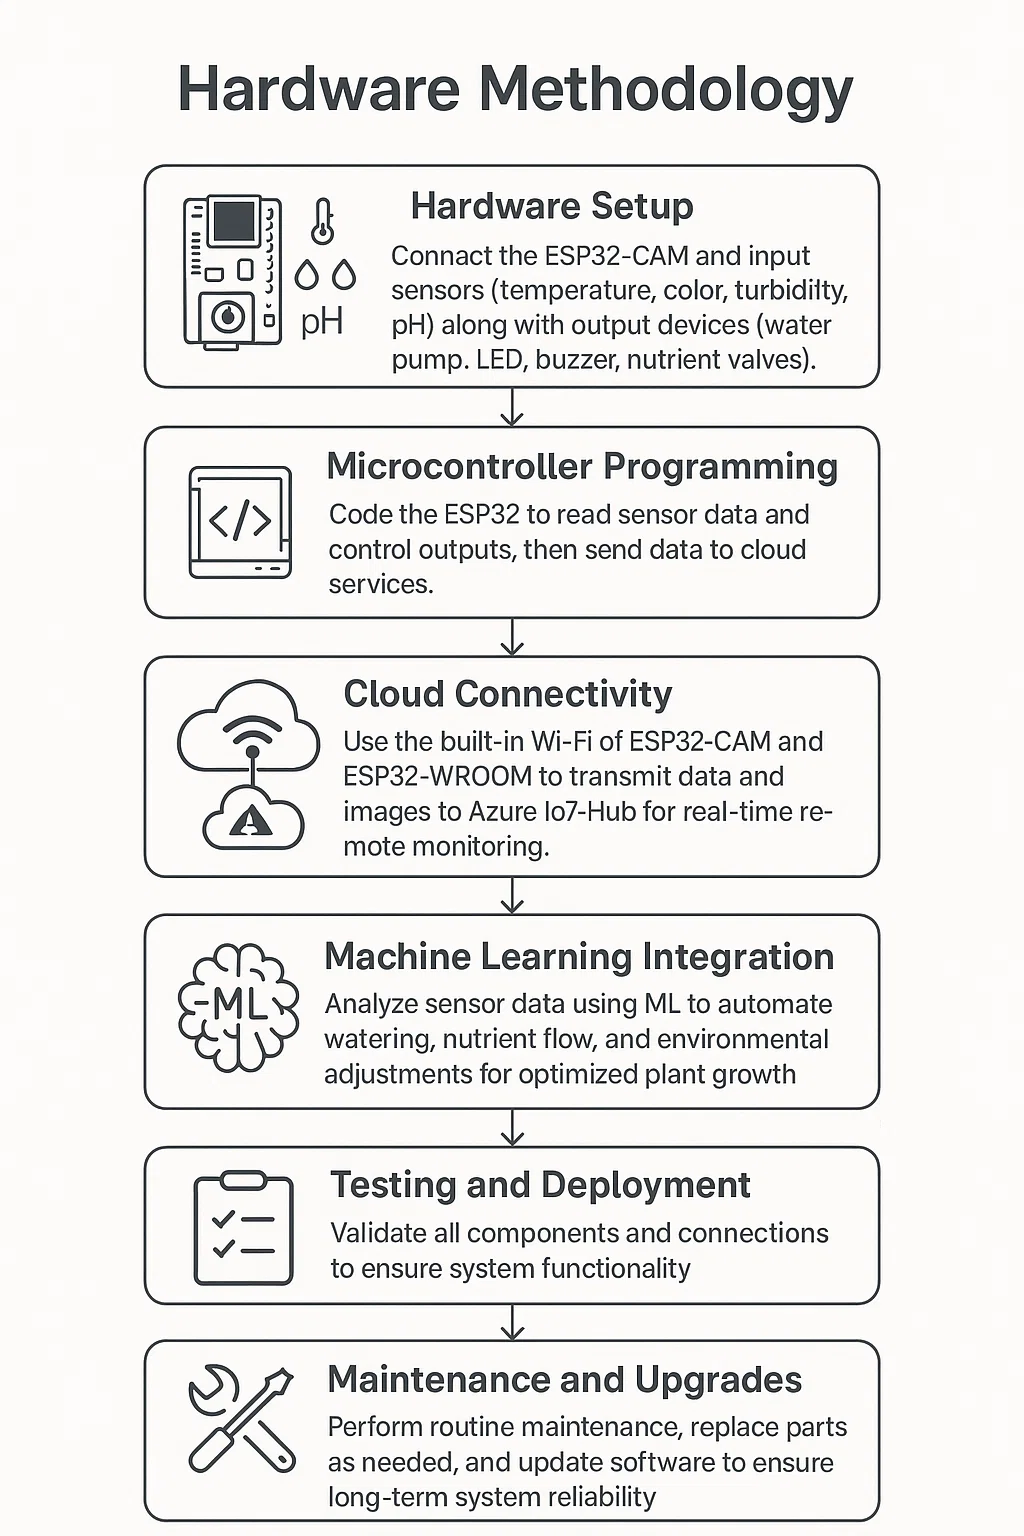 Hardware Methodology
Hardware Setup
Connact the ESP32-CAM and input
sensors (temperature, color, turbidilty,
pH) along with output devices (water
pump. LED, buzzer, nutrient valves).
pH
Microcontroller Programming
Code the ESP32 to read sensor data and
control outputs, then send data to cloud
services.
</>
Cloud Connectivity
Use the built-in Wi-Fi of ESP32-CAM and
ESP32-WROOM to transmit data and
images to Azure Io7-Hub for real-time re-
mote monitoring.
Machine Learning Integration
Analyze sensor data using ML to automate
watering, nutrient flow, and environmental
adjustments for optimized plant growth
ML
Testing and Deployment
Validate all components and connections
to ensure system functionality
Maintenance and Upgrades
Perform routine maintenance, replace parts
as needed, and update software to ensure
long-term system reliability